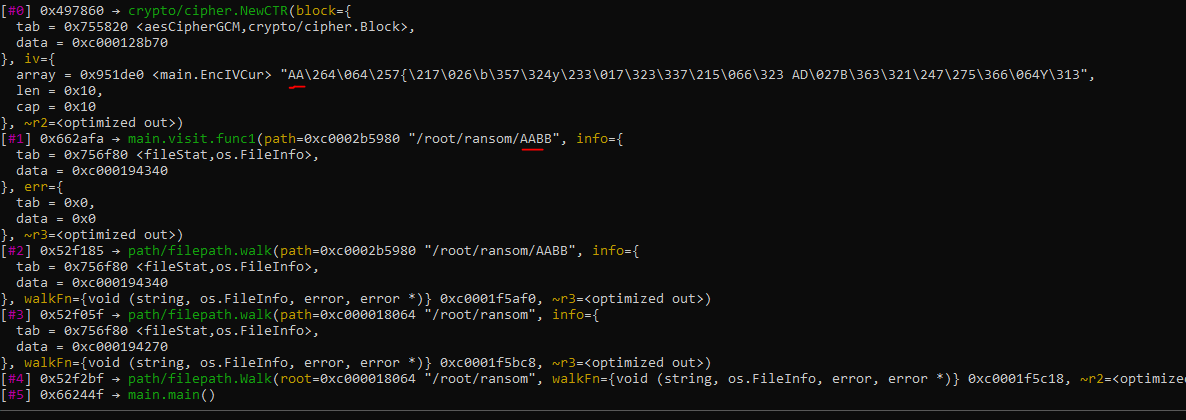 [#0] 0x497860 → crypto/cipher.NewCTR(block={
  tab = 0x755820 <aesCipherGCM,crypto/cipher.Block>,
  data = 0xc000128b70
}, iv={
  array = 0x951de0 <main.EncIVCur> "AA\264\064\257{\217\026\b\357\324y\233\017\323\337\215\066\323 AD\027B\363\321\247\275\366\064Y\313",
  len = 0x10,
  cap = 0x10
}, ~r2=<optimized out>)
[#1] 0x662afa → main.visit.func1(path=0xc0002b5980 "/root/ransom/AABB", info={
  tab = 0x756f80 <fileStat,os.FileInfo>,
  data = 0xc000194340
}, err={
  tab = 0x0,
  data = 0x0
}, ~r3=<optimized out>)
[#2] 0x52f185 → path/filepath.walk(path=0xc0002b5980 "/root/ransom/AABB", info={
  tab = 0x756f80 <fileStat,os.FileInfo>,
  data = 0xc000194340
}, walkFn={void (string, os.FileInfo, error, error *)} 0xc0001f5af0, ~r3=<optimized out>)
[#3] 0x52f05f → path/filepath.walk(path=0xc000018064 "/root/ransom", info={
  tab = 0x756f80 <fileStat,os.FileInfo>,
  data = 0xc000194270
}, walkFn={void (string, os.FileInfo, error, error *)} 0xc0001f5bc8, ~r3=<optimized out>)
[#4] 0x52f2bf → path/filepath.Walk(root=0xc000018064 "/root/ransom", walkFn={void (string, os.FileInfo, error, error *)} 0xc0001f5c18, ~r2=<optimized
[#5] 0x66244f → main.main()